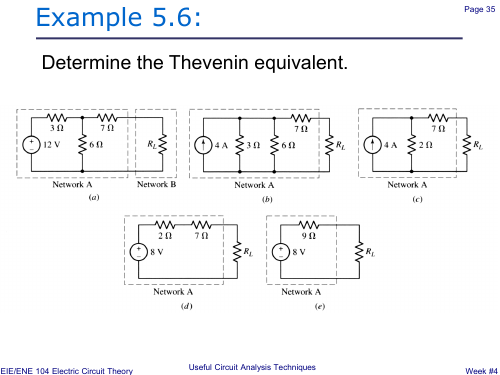 Page 35
Example 5.6:
Determine the Thevenin equivalent.
3 Ω
7 Ω
12 V
6 Ω
R_L
Network A
Network B
(a)
7 Ω
4 A
3 Ω
6 Ω
R_L
Network A
(b)
7 Ω
4 A
2 Ω
R_L
Network A
(c)
2 Ω
7 Ω
8 V
R_L
Network A
(d)
9 Ω
8 V
R_L
Network A
(e)
EIE/ENE 104 Electric Circuit Theory
Useful Circuit Analysis Techniques
Week #4